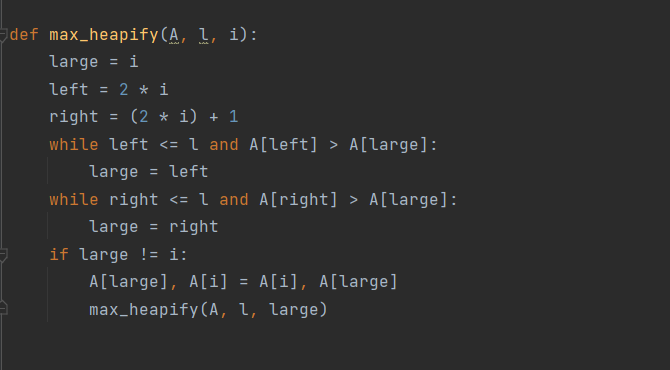 def max_heapify(A, l, i):
    large = i
    left = 2 * i
    right = (2 * i) + 1
    while left <= l and A[left] > A[large]:
        large = left
    while right <= l and A[right] > A[large]:
        large = right
    if large != i:
        A[large], A[i] = A[i], A[large]
        max_heapify(A, l, large)